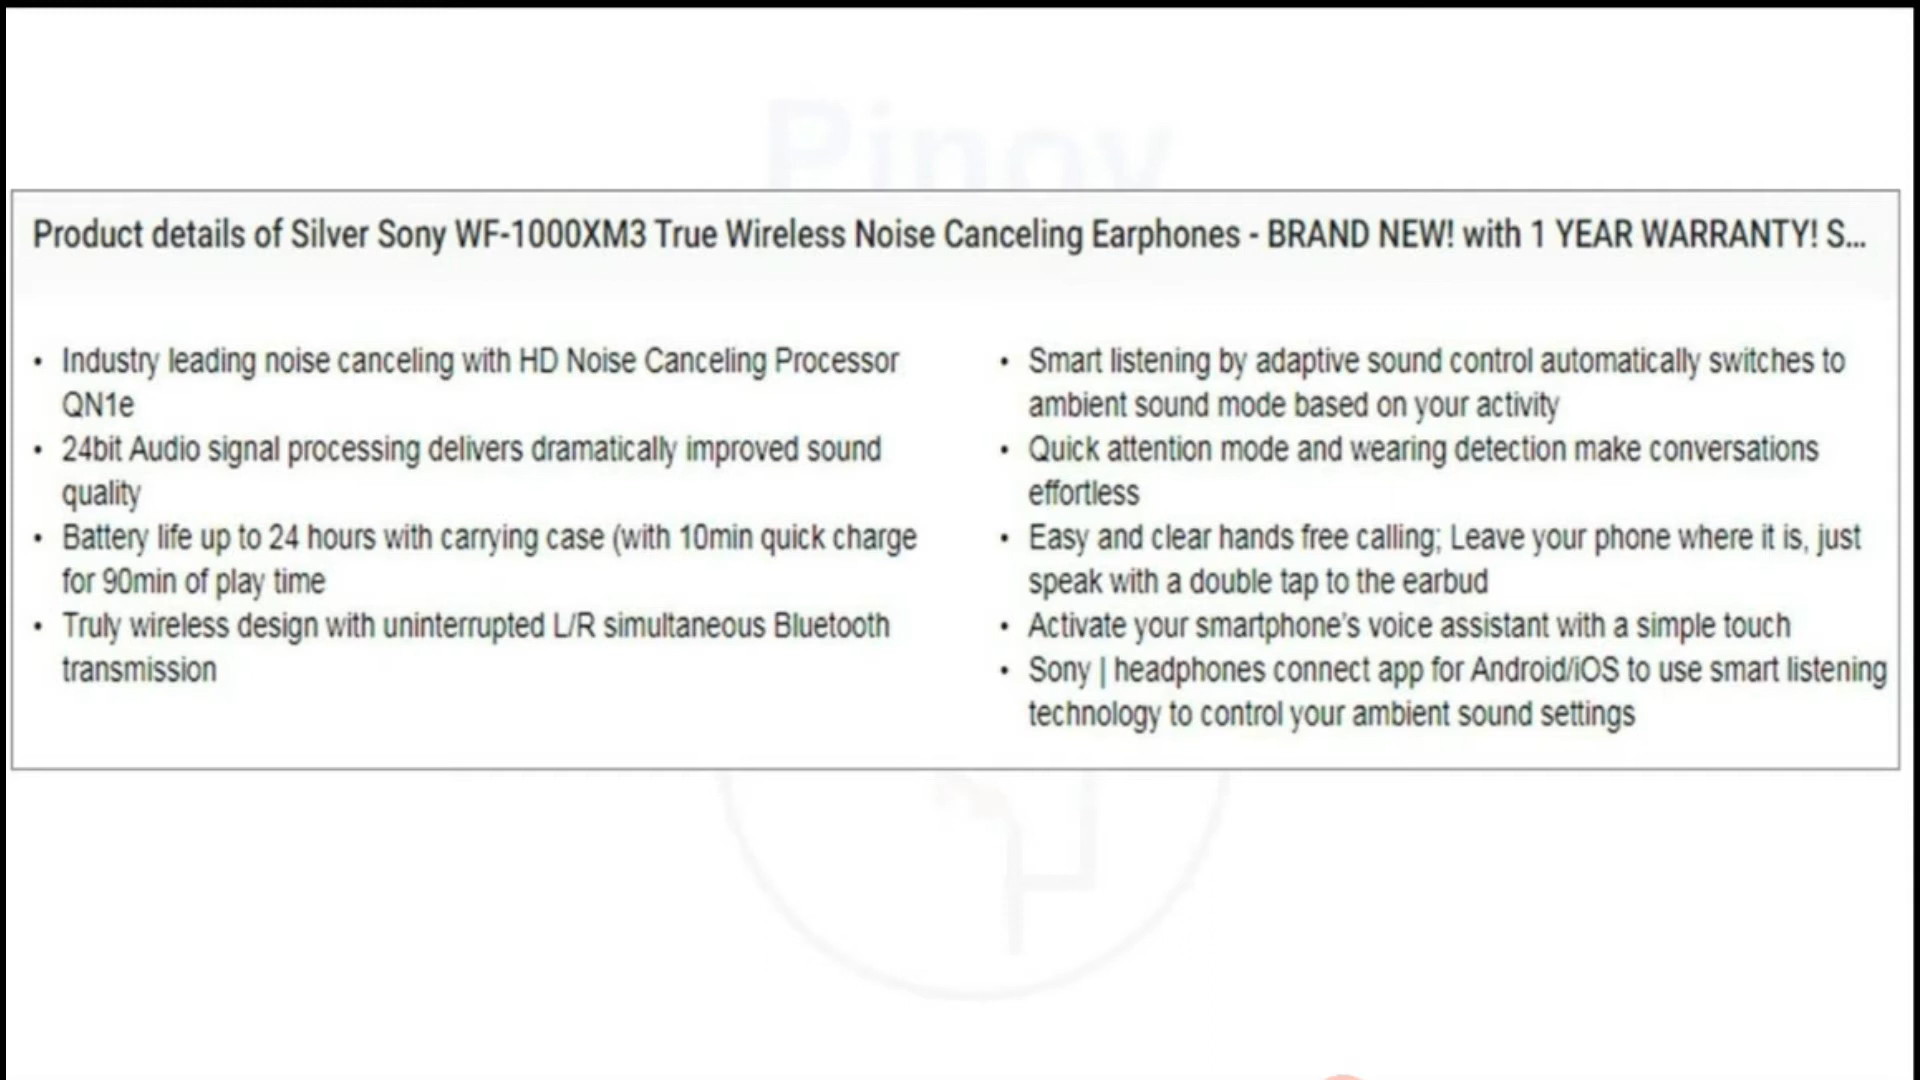 Pinoy
Product details of Silver Sony WF-1000XM3 True Wireless Noise Canceling Earphones - BRAND NEW! with 1 YEAR WARRANTY! S...
• Industry leading noise canceling with HD Noise Canceling Processor
QN1e
• 24bit Audio signal processing delivers dramatically improved sound
quality
• Battery life up to 24 hours with carrying case (with 10min quick charge
for 90min of play time
• Truly wireless design with uninterrupted L/R simultaneous Bluetooth
transmission
• Smart listening by adaptive sound control automatically switches to
ambient sound mode based on your activity
• Quick attention mode and wearing detection make conversations
effortless
• Easy and clear hands free calling; Leave your phone where it is, just
speak with a double tap to the earbud
• Activate your smartphone's voice assistant with a simple touch
• Sony | headphones connect app for Android/iOS to use smart listening
technology to control your ambient sound settings